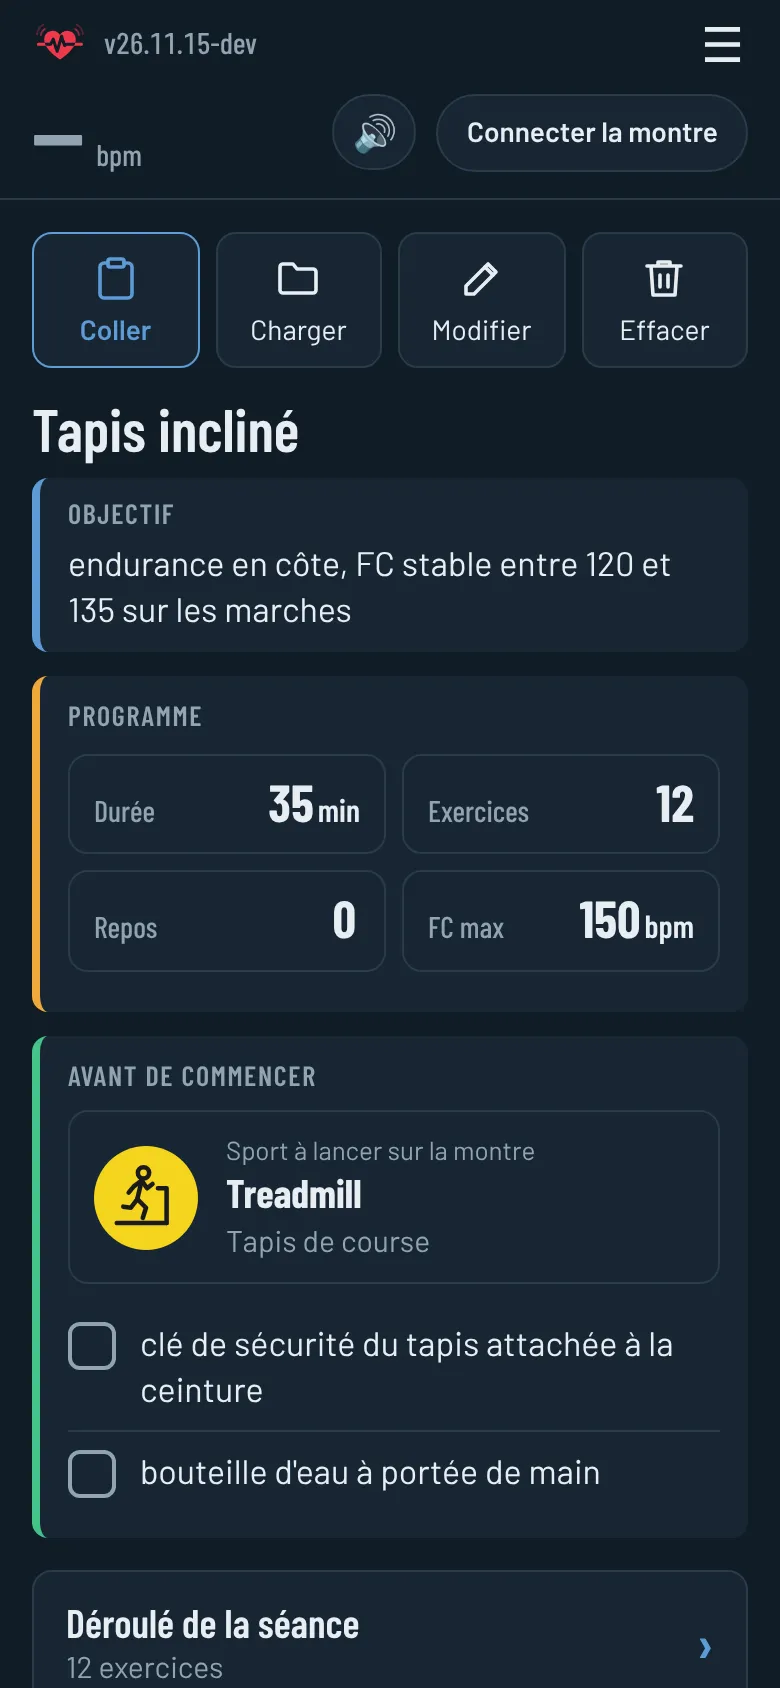 v26.11.15-dev
— bpm
Connecter la montre
Coller
Charger
Modifier
Effacer
Tapis incliné
OBJECTIF
endurance en côte, FC stable entre 120 et
135 sur les marches
PROGRAMME
Durée 35 min
Exercices 12
Repos 0
FC max 150 bpm
AVANT DE COMMENCER
Sport à lancer sur la montre
Treadmill
Tapis de course
clé de sécurité du tapis attachée à la
ceinture
bouteille d'eau à portée de main
Déroulé de la séance
12 exercices